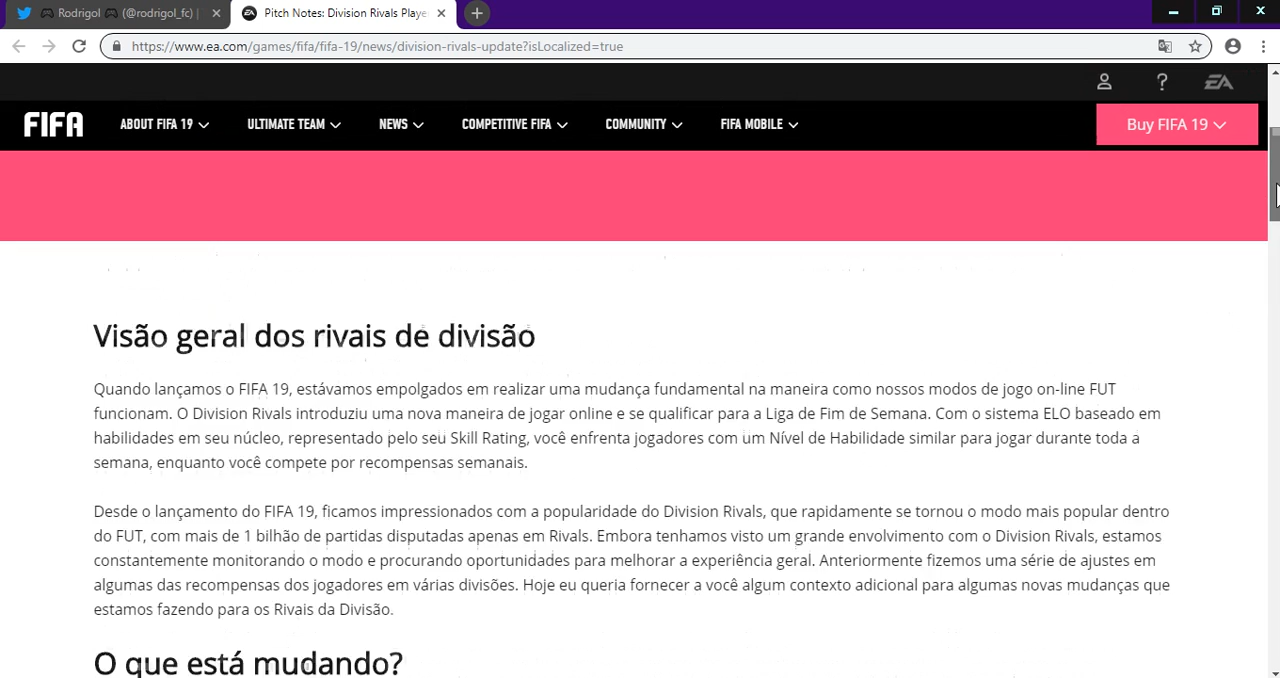 Rodrigol (@rodrigol_fc) |
Pitch Notes: Division Rivals Playe
https://www.ea.com/games/fifa/fifa-19/news/division-rivals-update?isLocalized=true
EA
FIFA
ABOUT FIFA 19
ULTIMATE TEAM
NEWS
COMPETITIVE FIFA
COMMUNITY
FIFA MOBILE
Buy FIFA 19
Visão geral dos rivais de divisão
Quando lançamos o FIFA 19, estávamos empolgados em realizar uma mudança fundamental na maneira como nossos modos de jogo on-line FUT
funcionam. O Division Rivals introduziu uma nova maneira de jogar online e se qualificar para a Liga de Fim de Semana. Com o sistema ELO baseado em
habilidades em seu núcleo, representado pelo seu Skill Rating, você enfrenta jogadores com um Nível de Habilidade similar para jogar durante toda a
semana, enquanto você compete por recompensas semanais.
Desde o lançamento do FIFA 19, ficamos impressionados com a popularidade do Division Rivals, que rapidamente se tornou o modo mais popular dentro
do FUT, com mais de 1 bilhão de partidas disputadas apenas em Rivals. Embora tenhamos visto um grande envolvimento com o Division Rivals, estamos
constantemente monitorando o modo e procurando oportunidades para melhorar a experiência geral. Anteriormente fizemos uma série de ajustes em
algumas das recompensas dos jogadores em várias divisões. Hoje eu queria fornecer a você algum contexto adicional para algumas novas mudanças que
estamos fazendo para os Rivais da Divisão.
O que está mudando?